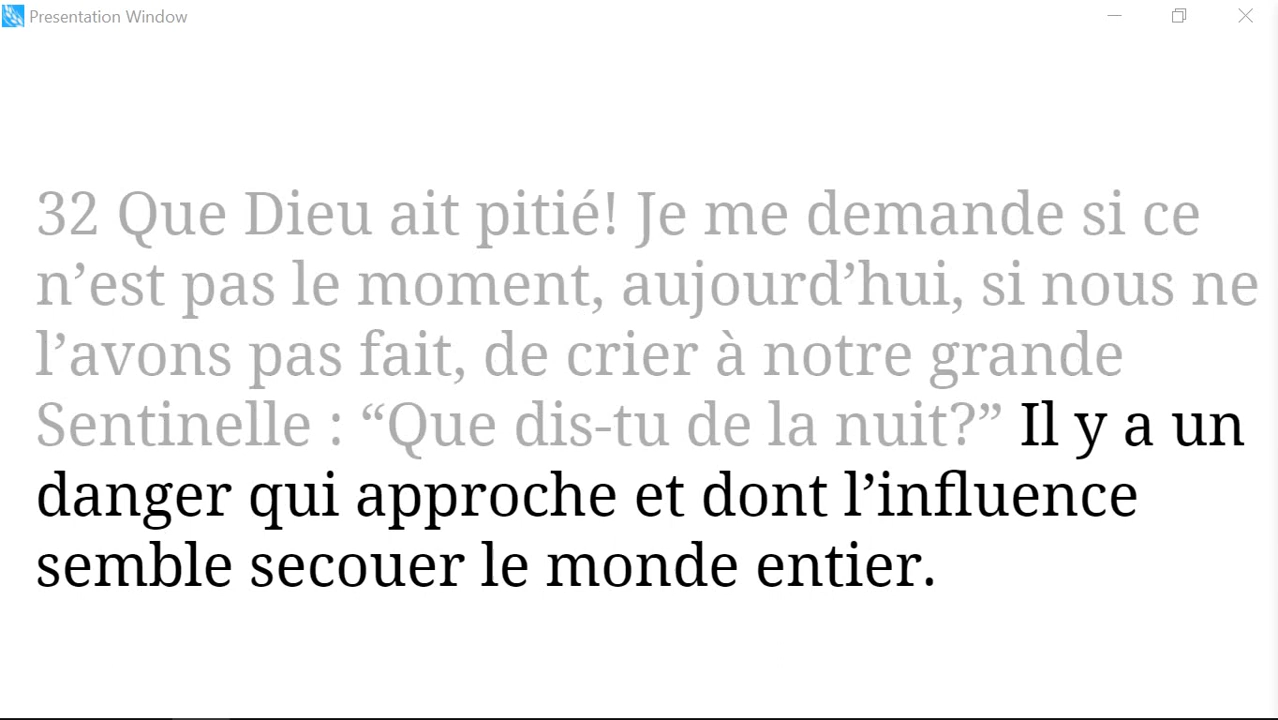 Presentation Window
32 Que Dieu ait pitié! Je me demande si ce
n’est pas le moment, aujourd’hui, si nous ne
l’avons pas fait, de crier à notre grande
Sentinelle : “Que dis-tu de la nuit?” Il y a un
danger qui approche et dont l’influence
semble secouer le monde entier.